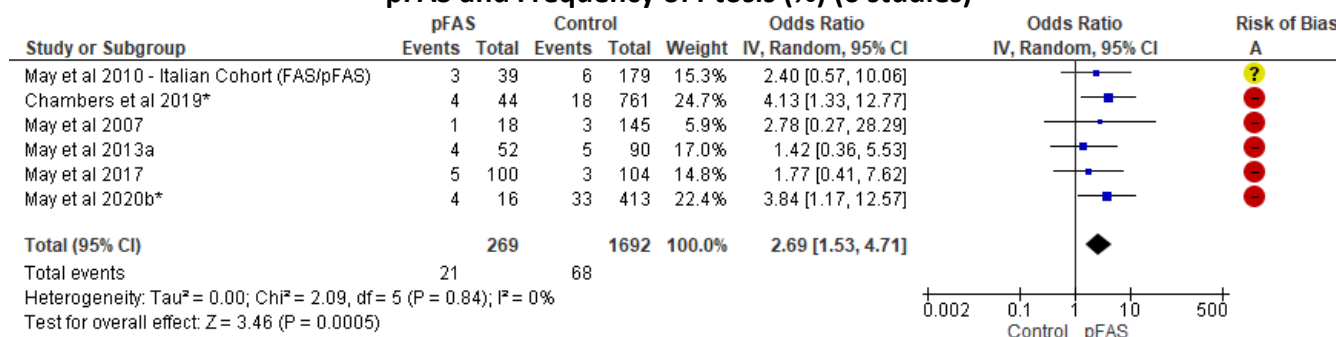 pFAS and Frequency of Ptosis (%) (6 studies)
pFAS Control Odds Ratio Odds Ratio Risk of Bias
Study or Subgroup Events Total Events Total Weight IV, Random, 95% CI IV, Random, 95% CI A
May et al 2010 - Italian Cohort (FAS/pFAS) 3 39 6 179 15.3% 2.40 [0.57, 10.06] ?
Chambers et al 2019* 4 44 18 761 24.7% 4.13 [1.33, 12.77] -
May et al 2007 1 18 3 145 5.9% 2.78 [0.27, 28.29] -
May et al 2013a 4 52 5 90 17.0% 1.42 [0.36, 5.53] -
May et al 2017 5 100 3 104 14.8% 1.77 [0.41, 7.62] -
May et al 2020b* 4 16 33 413 22.4% 3.84 [1.17, 12.57] -
Total (95% CI) 269 1692 100.0% 2.69 [1.53, 4.71]
Total events 21 68
Heterogeneity: Tau² = 0.00; Chi² = 2.09, df = 5 (P = 0.84); I² = 0%
Test for overall effect: Z = 3.46 (P = 0.0005)
0.002 0.1 1 10 500
Control pFAS